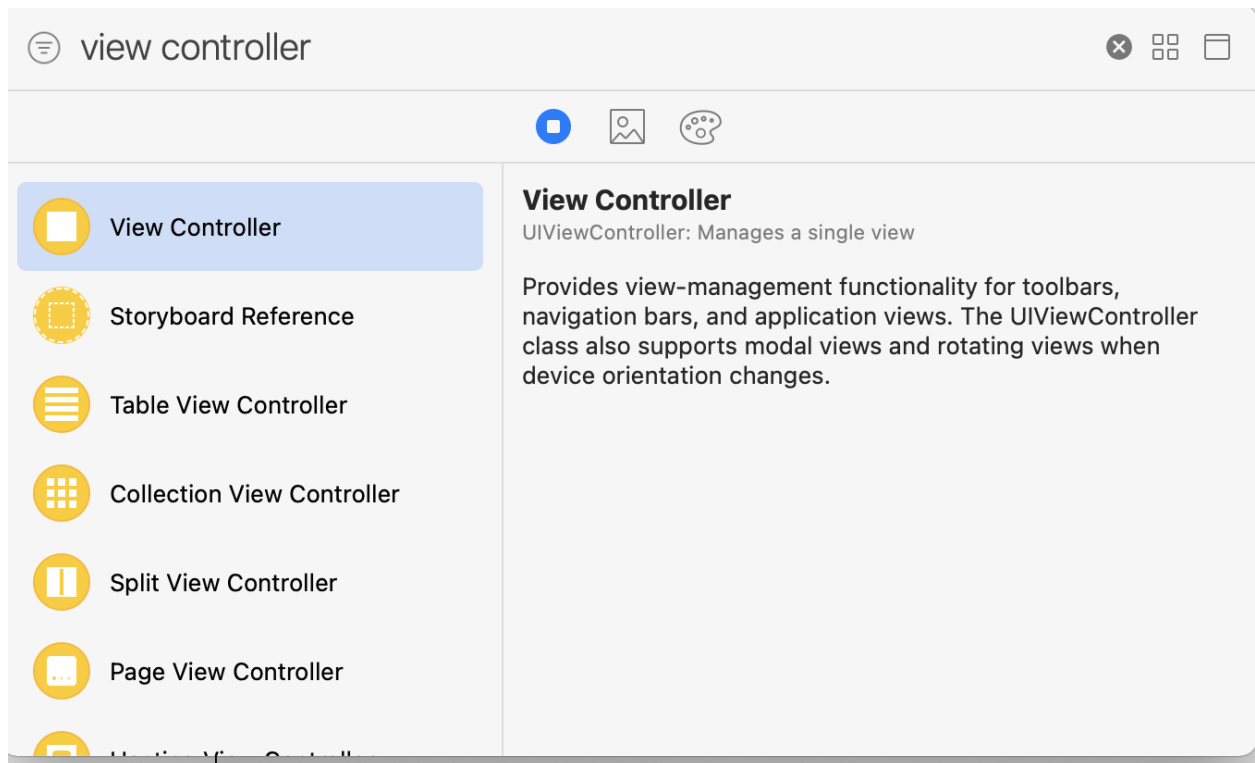 view controller
View Controller
Storyboard Reference
Table View Controller
Collection View Controller
Split View Controller
Page View Controller
View Controller
UIViewController: Manages a single view
Provides view-management functionality for toolbars,
navigation bars, and application views. The UIViewController
class also supports modal views and rotating views when
device orientation changes.